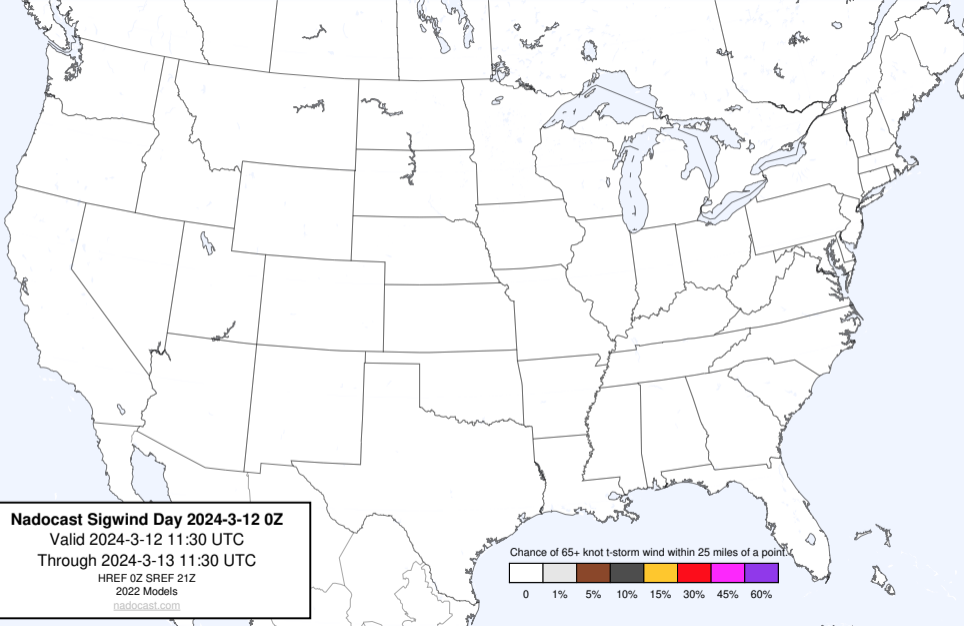 Nadocast Sigwind Day 2024-3-12 0Z
Valid 2024-3-12 11:30 UTC
Through 2024-3-13 11:30 UTC
HREF 0Z SREF 21Z
2022 Models
nadocast.com
Chance of 65+ knot t-storm wind within 25 miles of a point.
0 1% 5% 10% 15% 30% 45% 60%